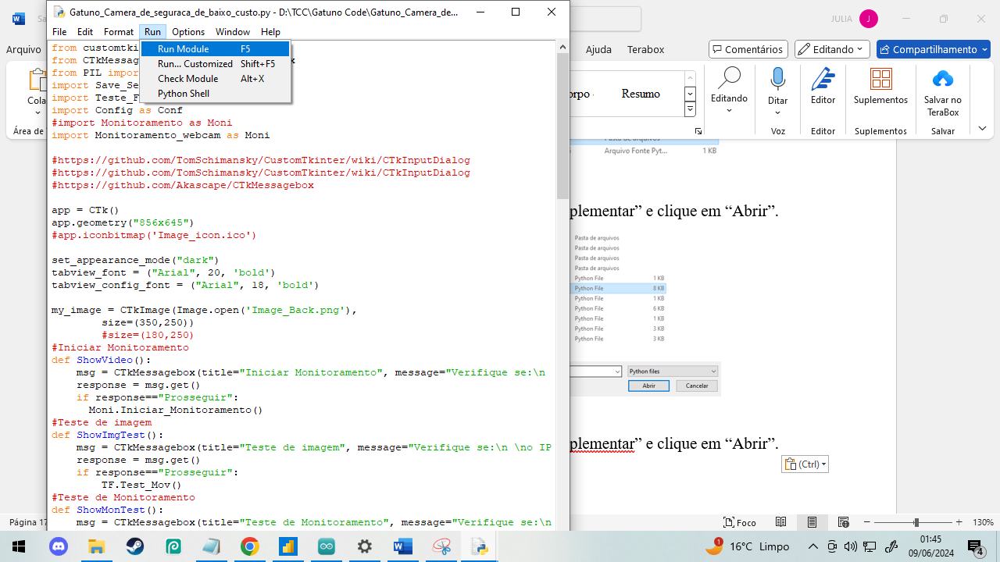 Gatuno_Camera_de_seguraca_de_baixo_custo.py - D:\TCC\Gatuno Code\Gatuno_Camera_de...
File Edit Format Run Options Window Help
Run Module F5
Run... Customized Shift+F5
Check Module Alt+X
Python Shell
from customtki
from CTkMessag x
from PIL impor
import Save_Se
import Teste_F
import Config as Conf
#import Monitoramento as Moni
import Monitoramento_webcam as Moni
#https://github.com/TomSchimansky/CustomTkinter/wiki/CTkInputDialog
#https://github.com/TomSchimansky/CustomTkinter/wiki/CTkInputDialog
#https://github.com/Akascape/CTkMessagebox
app = CTk()
app.geometry("856x645")
#app.iconbitmap('Image_icon.ico')
set_appearance_mode("dark")
tabview_font = ("Arial", 20, 'bold')
tabview_config_font = ("Arial", 18, 'bold')
my_image = CTkImage(Image.open('Image_Back.png'),
size=(350,250))
#size=(180,250)
#Iniciar Monitoramento
def ShowVideo():
msg = CTkMessagebox(title="Iniciar Monitoramento", message="Verifique se:\n
response = msg.get()
if response=="Prosseguir":
Moni.Iniciar_Monitoramento()
#Teste de imagem
def ShowImgTest():
msg = CTkMessagebox(title="Teste de imagem", message="Verifique se:\n \no IP
response = msg.get()
if response=="Prosseguir":
TF.Test_Mov()
#Teste de Monitoramento
def ShowMonTest():
msg = CTkMessagebox(title="Teste de Monitoramento", message="Verifique se:\n
Sa
JULIA J
Arquivo
Ajuda Terabox
Comentários Editando Compartilhamento
Cola
Área de
orpo Resumo
Editando
Ditar
Editor
Suplementos
Salvar no
TeraBox
Voz Editor Suplementos Salvar
Pasta de arquivos
Arquivo Fonte Pyt... 1 KB
plementar” e clique em “Abrir”.
Pasta de arquivos
Pasta de arquivos
Pasta de arquivos
Pasta de arquivos
Python File 1 KB
Python File 8 KB
Python File 1 KB
Python File 6 KB
Python File 1 KB
Python File 3 KB
Python File 3 KB
Python files
Abrir Cancelar
plementar” e clique em “Abrir”.
(Ctrl)
Página 17
Foco
130%
1
16°C Limpo
01:45
09/06/2024
4